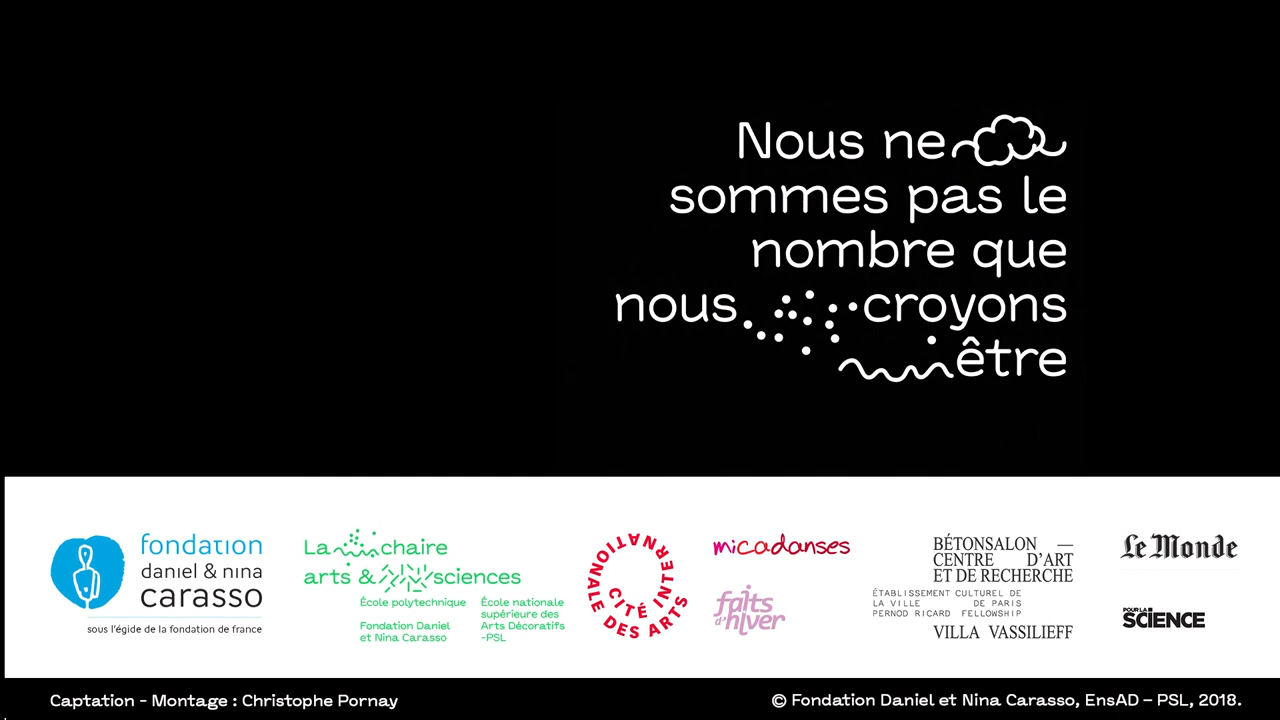 Nous ne
sommes pas le
nombre que
nous croyons
être
fondation
daniel & nina
carasso
sous l'égide de la fondation de france
La chaire
arts & sciences
École polytechnique
Fondation Daniel
et Nina Carasso
École nationale
supérieure des
Arts Décoratifs
-PSL
CITÉ INTERNATIONALE
DES ARTS
micadanses
faits
d'hiver
BÉTONSALON —
CENTRE D'ART
ET DE RECHERCHE
ÉTABLISSEMENT CULTUREL DE
LA VILLE DE PARIS
PERNOD RICARD FELLOWSHIP
VILLA VASSILIEFF
Le Monde
POUR LA
SCIENCE
Captation - Montage : Christophe Pornay
© Fondation Daniel et Nina Carasso, EnsAD – PSL, 2018.